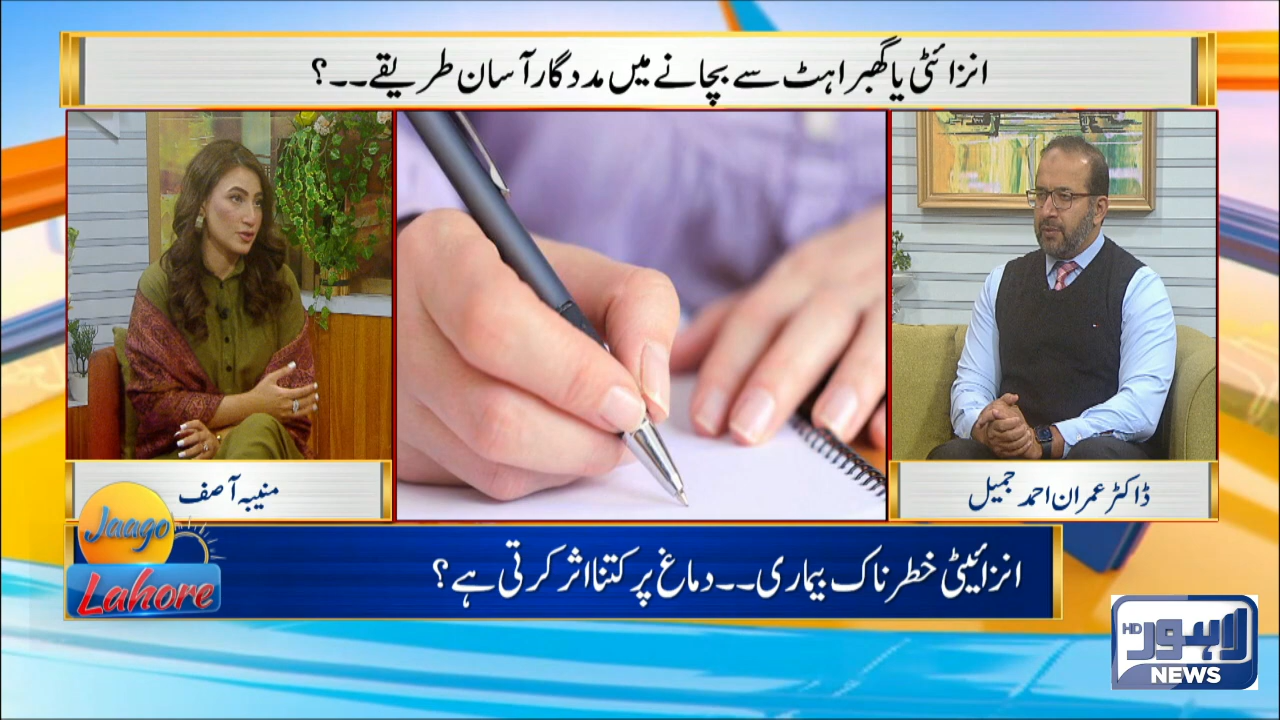 انزائٹی یا گھبراہٹ سے بچانے میں مددگار آسان طریقے۔۔۔؟
منیبہ آصف
ڈاکٹر عمران احمد جمیل
Jaago
Lahore
انزائیٹی خطرناک بیماری۔۔۔دماغ پر کتنا اثر کرتی ہے؟
HD لاہور
NEWS